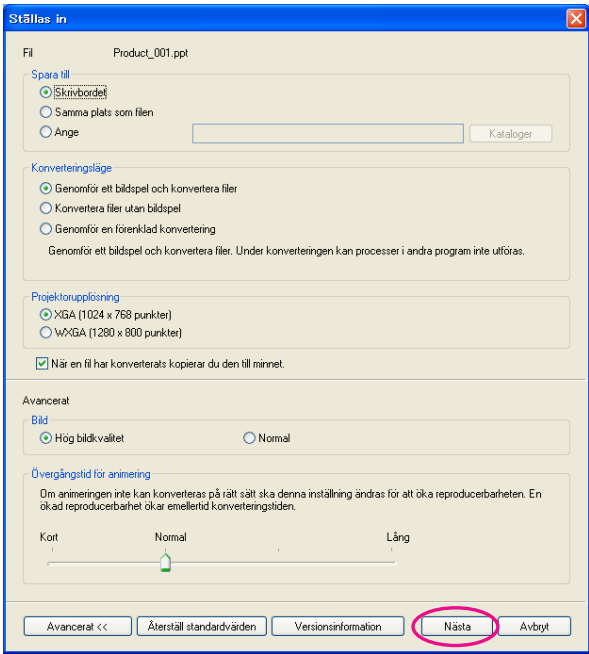 Ställas in
Fil Product_001.ppt
Spara till
Skrivbordet
Samma plats som filen
Ange Kataloger
Konverteringsläge
Genomför ett bildspel och konvertera filer
Konvertera filer utan bildspel
Genomför en förenklad konvertering
Genomför ett bildspel och konvertera filer. Under konverteringen kan processer i andra program inte utföras.
Projektorupplösning
XGA (1024 x 768 punkter)
WXGA (1280 x 800 punkter)
När en fil har konverterats kopierar du den till minnet.
Avancerat
Bild
Hög bildkvalitet Normal
Övergångstid för animering
Om animeringen inte kan konverteras på rätt sätt ska denna inställning ändras för att öka reproducerbarheten. En
ökad reproducerbarhet ökar emellertid konverteringstiden.
Kort Normal Lång
Avancerat << Återställ standardvärden Versionsinformation Nästa Avbryt